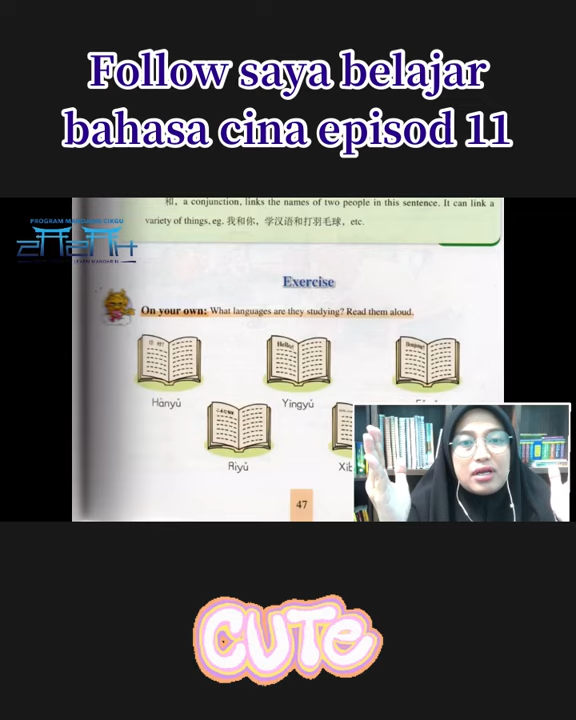 Follow saya belajar
bahasa cina episod 11
和, a conjunction, links the names of two people in this sentence. It can link a
variety of things, eg. 我和你, 学汉语和打羽毛球, etc.
PROGRAM
Exercise
On your own: What languages are they studying? Read them aloud.
Hello!
Bonjour!
Hànyǔ
Yīngyǔ
Rìyǔ
47
CUTe